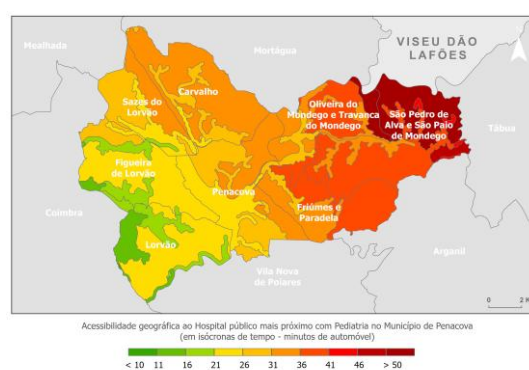 Mealhada
Mortágua
VISEU DÃO
LAFÕES
Carvalho
Sazes do
Lorvão
Oliveira do
Mondego e Travanca
do Mondego
São Pedro de
Alva e São Paio
de Mondego
Tábua
Figueira
de Lorvão
Penacova
Friúmes e
Paradela
Coimbra
Lorvão
Arganil
Vila Nova
de Poiares
0 2
Acessibilidade geográfica ao Hospital público mais próximo com Pediatria no Município de Penacova
(em isócronas de tempo - minutos de automóvel)
< 10 11 16 21 26 31 36 41 46 > 50